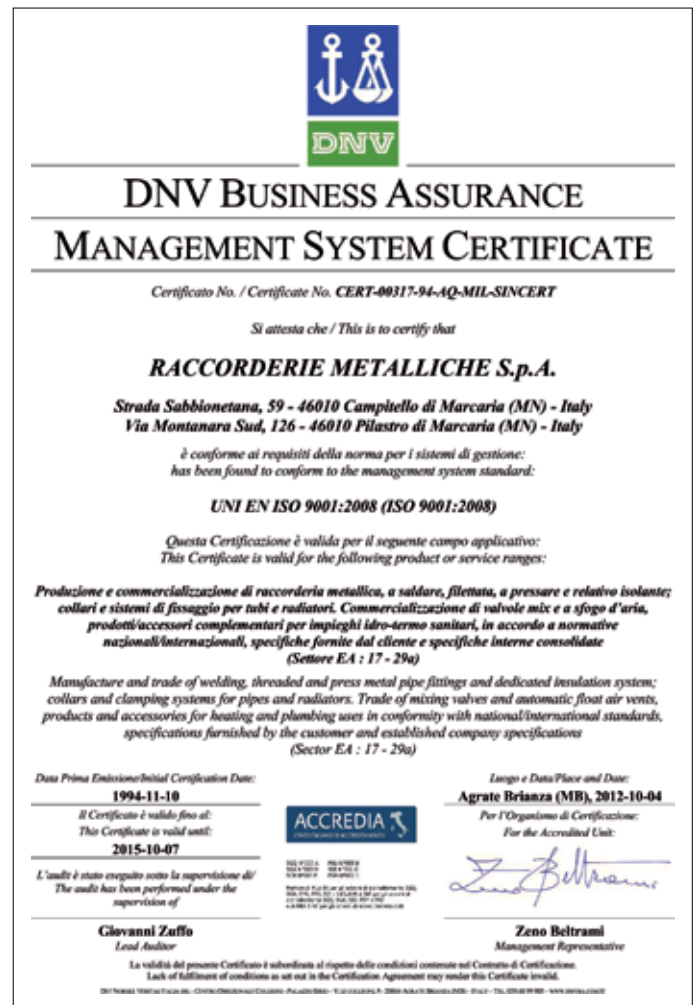 DNV
DNV BUSINESS ASSURANCE
MANAGEMENT SYSTEM CERTIFICATE
Certificato No. / Certificate No. CERT-00317-94-AQ-MIL-SINCERT
Si attesta che / This is to certify that
RACCORDERIE METALLICHE S.p.A.
Strada Sabbionetana, 59 - 46010 Campitello di Marcaria (MN) - Italy
Via Montanara Sud, 126 - 46010 Pilastro di Marcaria (MN) - Italy
è conforme ai requisiti della norma per i sistemi di gestione:
has been found to conform to the management system standard:
UNI EN ISO 9001:2008 (ISO 9001:2008)
Questa Certificazione è valida per il seguente campo applicativo:
This Certificate is valid for the following product or service ranges:
Produzione e commercializzazione di raccorderia metallica, a saldare, filettata, a pressare e relativo isolante;
collari e sistemi di fissaggio per tubi e radiatori. Commercializzazione di valvole mix e a sfogo d'aria,
prodotti/accessori complementari per impieghi idro-termo sanitari, in accordo a normative
nazionali/internazionali, specifiche fornite dal cliente e specifiche interne consolidate
(Settore EA : 17 - 29a)
Manufacture and trade of welding, threaded and press metal pipe fittings and dedicated insulation system;
collars and clamping systems for pipes and radiators. Trade of mixing valves and automatic float air vents,
products and accessories for heating and plumbing uses in conformity with national/international standards,
specifications furnished by the customer and established company specifications
(Sector EA : 17 - 29a)
Data Prima Emissione/Initial Certification Date:
1994-11-10
Il Certificato è valido fino al:
This Certificate is valid until:
2015-10-07
L'audit è stato eseguito sotto la supervisione di/
The audit has been performed under the
supervision of
Giovanni Zuffo
Lead Auditor
ACCREDIA
Luogo e Data/Place and Date:
Agrate Brianza (MB), 2012-10-04
Per l'Organismo di Certificazione:
For the Accredited Unit:
Zeno Beltrami
Zeno Beltrami
Management Representative
La validità del presente Certificato è subordinata al rispetto delle condizioni contenute nel Contratto di Certificazione.
Lack of fulfilment of conditions as set out in the Certification Agreement may render this Certificate invalid.